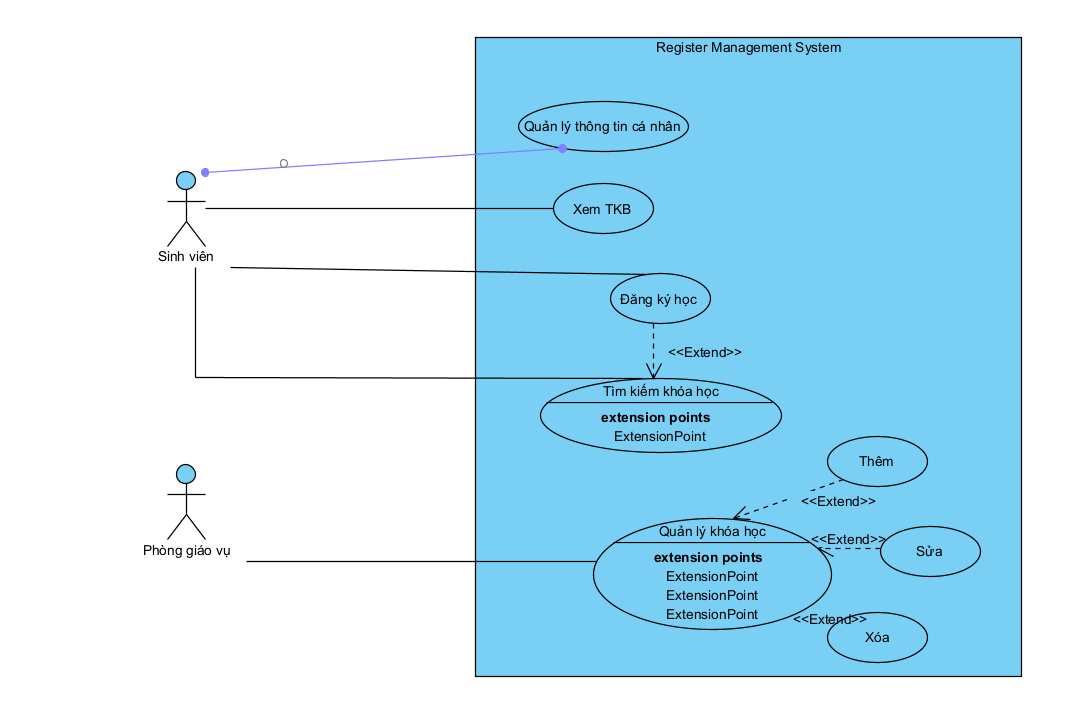 Register Management System
Quản lý thông tin cá nhân
Xem TKB
Sinh viên
Đăng ký học
<<Extend>>
Tìm kiếm khóa học
extension points
ExtensionPoint
Thêm
<<Extend>>
Quản lý khóa học
<<Extend>>
Sửa
Phòng giáo vụ
extension points
ExtensionPoint
ExtensionPoint
ExtensionPoint
<<Extend>>
Xóa